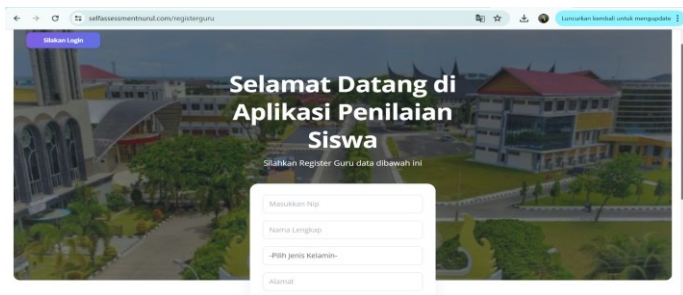 selfassessmentnurul.com/registerguru
Luncurkan kembali untuk mengupdate
Silakan Login
Selamat Datang di
Aplikasi Penilaian
Siswa
Silahkan Register Guru data dibawah ini
Masukkan Nip
Nama Lengkap
-Pilih Jenis Kelamin-
Alamat